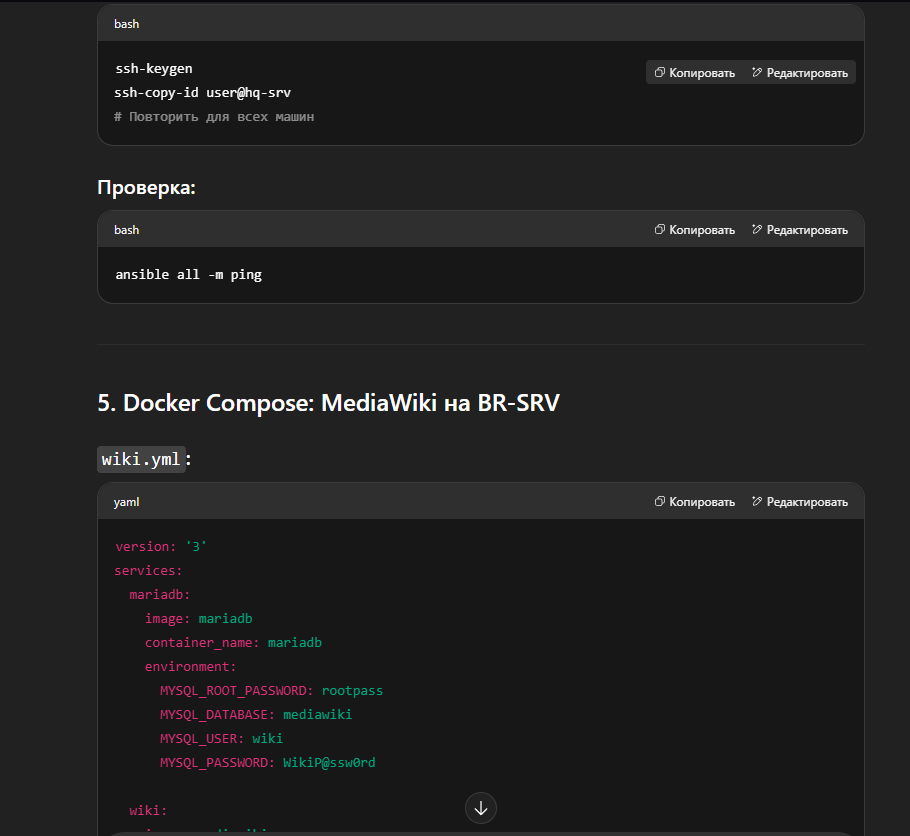 bash
Копировать
Редактировать
ssh-keygen
ssh-copy-id user@hq-srv
# Повторить для всех машин
Проверка:
bash
Копировать
Редактировать
ansible all -m ping
5. Docker Compose: MediaWiki на BR-SRV
wiki.yml:
yaml
Копировать
Редактировать
version: '3'
services:
mariadb:
image: mariadb
container_name: mariadb
environment:
MYSQL_ROOT_PASSWORD: rootpass
MYSQL_DATABASE: mediawiki
MYSQL_USER: wiki
MYSQL_PASSWORD: WikiP@ssw0rd
wiki: